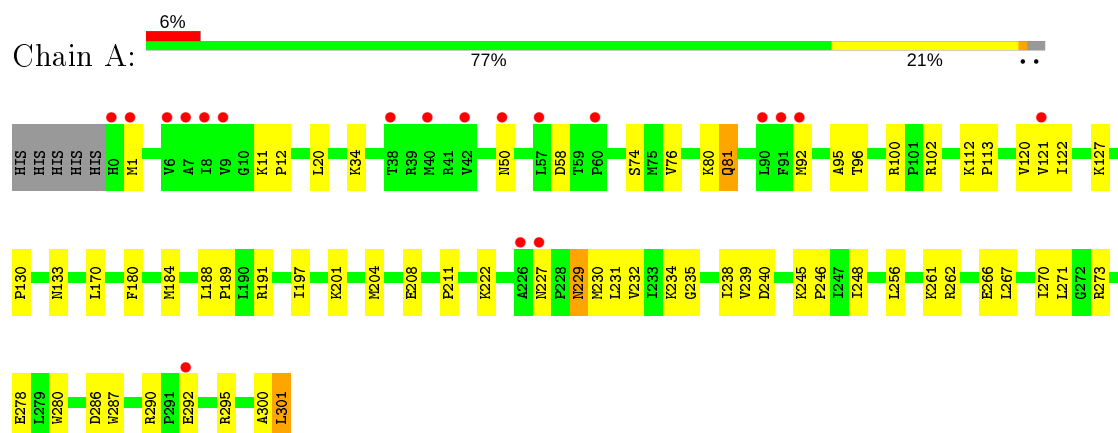 6%
Chain A:
77%
21%
HIS HIS HIS HIS HIS H0 M1 V6 A7 I8 V9 G10 K11 P12 L20 K34 T38 R39 M40 R41 V42 N50 L57 D58 T59 P60 S74 M75 V76 K80 Q81 L90 F91 M92 A95 T96 R100 P101 R102 K112 P113 V120 V121 I122 K127
P130 N133 L170 F180 M184 L188 P189 L190 R191 I197 K201 M204 E208 P211 K222 A226 N227 P228 N229 M230 L231 V232 I233 K234 G235 I238 V239 D240 K245 P246 I247 I248 L256 K261 R262 E266 L267 I270 L271 G272 R273
E278 L279 W280 D286 W287 R290 P291 E292 R295 A300 L301